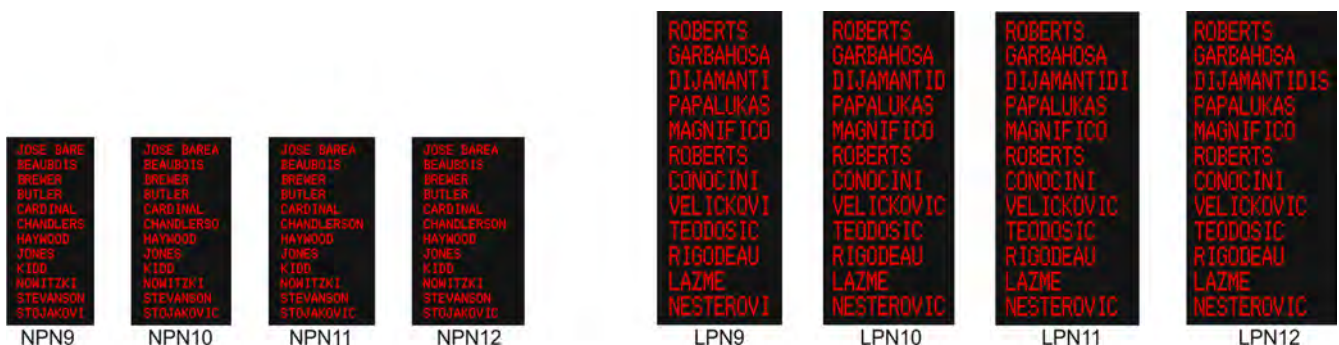 JOSE BARE
BEAUBOIS
BREWER
BUTLER
CARDINAL
CHANDLERS
HAYWOOD
JONES
KIDD
NOWITZKI
STEVANSON
STOJAKOVI
NPN9
JOSE BAREA
BEAUBOIS
BREWER
BUTLER
CARDINAL
CHANDLERSO
HAYWOOD
JONES
KIDD
NOWITZKI
STEVANSON
STOJAKOVIC
NPN10
JOSE BAREA
BEAUBOIS
BREWER
BUTLER
CARDINAL
CHANDLERSON
HAYWOOD
JONES
KIDD
NOWITZKI
STEVANSON
STOJAKOVIC
NPN11
JOSE BAREA
BEAUBOIS
BREWER
BUTLER
CARDINAL
CHANDLERSON
HAYWOOD
JONES
KIDD
NOWITZKI
STEVANSON
STOJAKOVIC
NPN12
ROBERTS
GARBAHOSA
DIJAMANTI
PAPALUKAS
MAGNIFICO
ROBERTS
CONOCINI
VELICKOVI
TEODOSIC
RIGODEAU
LAZME
NESTEROVI
LPN9
ROBERTS
GARBAHOSA
DIJAMANTID
PAPALUKAS
MAGNIFICO
ROBERTS
CONOCINI
VELICKOVIC
TEODOSIC
RIGODEAU
LAZME
NESTEROVIC
LPN10
ROBERTS
GARBAHOSA
DIJAMANTIDI
PAPALUKAS
MAGNIFICO
ROBERTS
CONOCINI
VELICKOVIC
TEODOSIC
RIGODEAU
LAZME
NESTEROVIC
LPN11
ROBERTS
GARBAHOSA
DIJAMANTIDIS
PAPALUKAS
MAGNIFICO
ROBERTS
CONOCINI
VELICKOVIC
TEODOSIC
RIGODEAU
LAZME
NESTEROVIC
LPN12